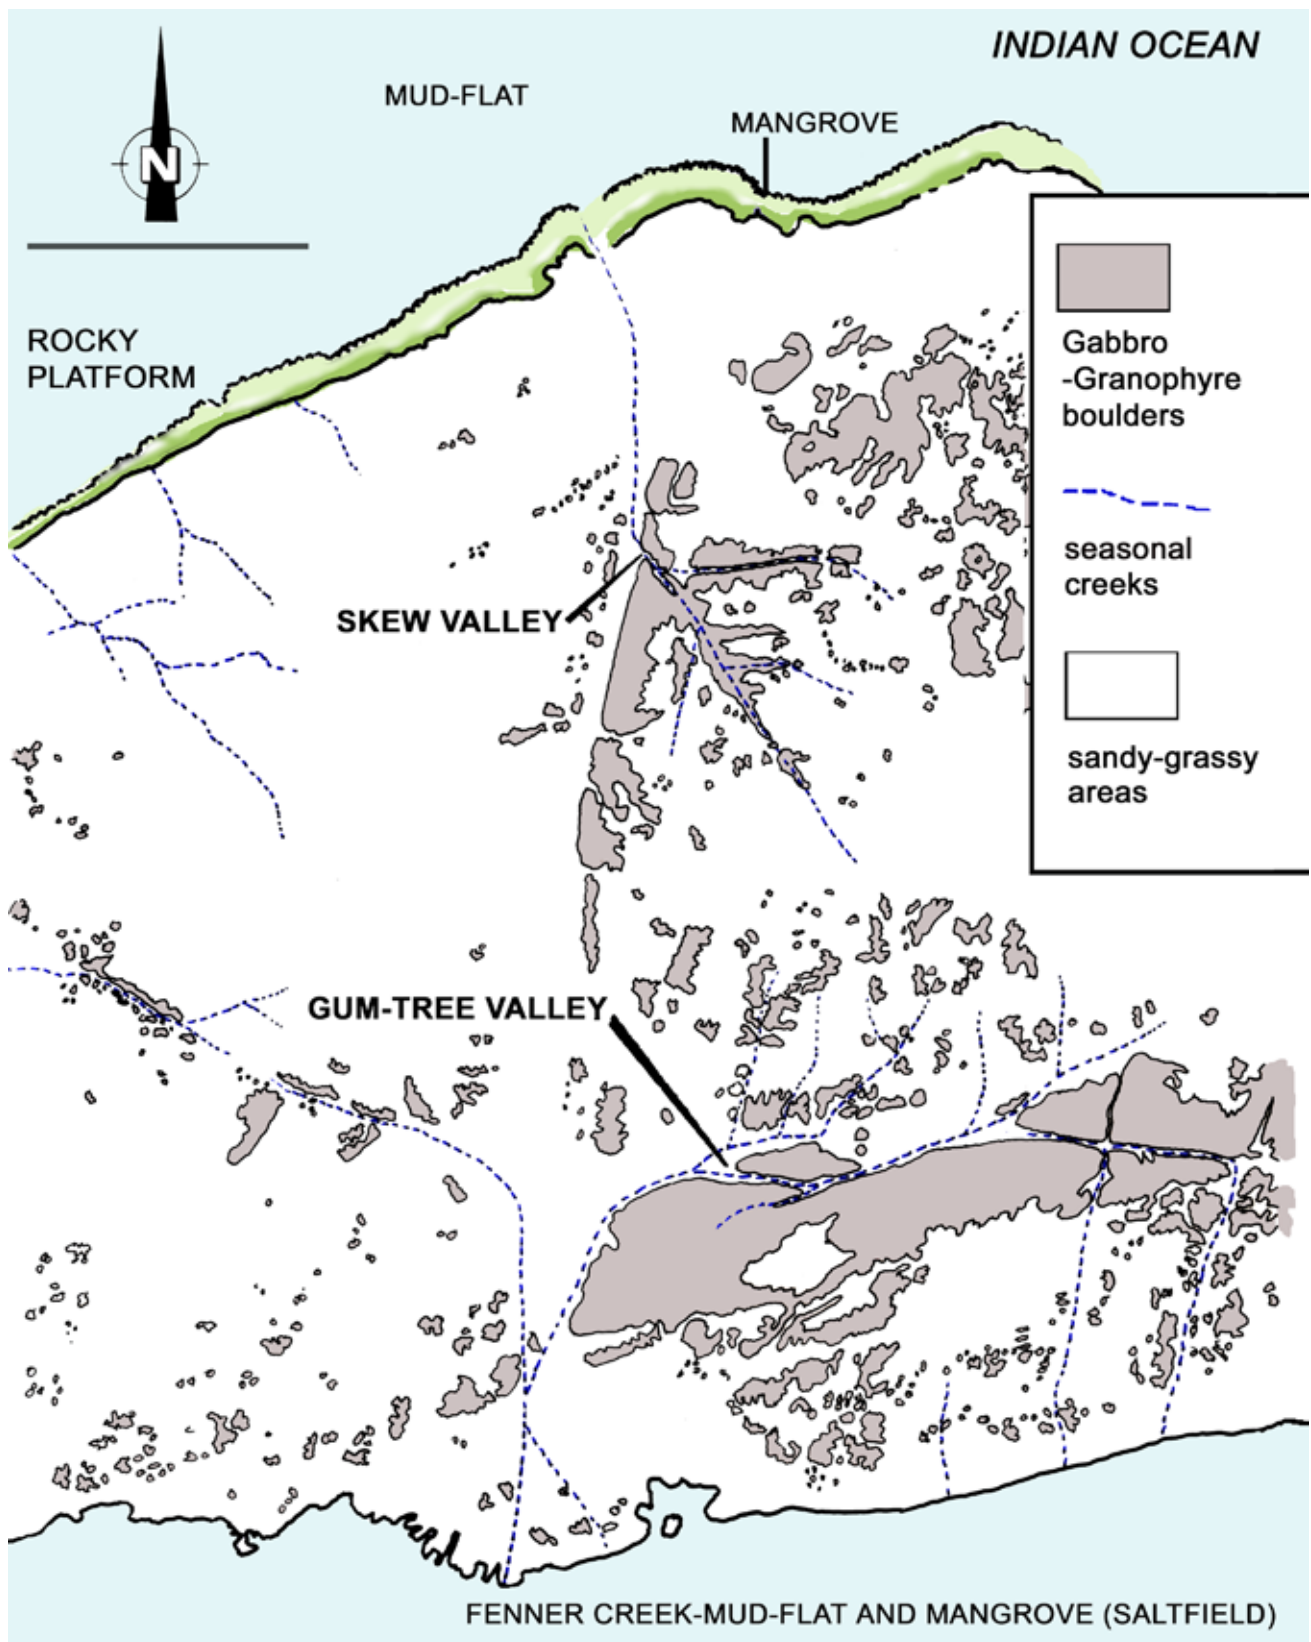 INDIAN OCEAN
MUD-FLAT
MANGROVE
N
ROCKY
PLATFORM
Gabbro
-Granophyre
boulders
seasonal
creeks
SKEW VALLEY
sandy-grassy
areas
GUM-TREE VALLEY
FENNER CREEK-MUD-FLAT AND MANGROVE (SALTFIELD)